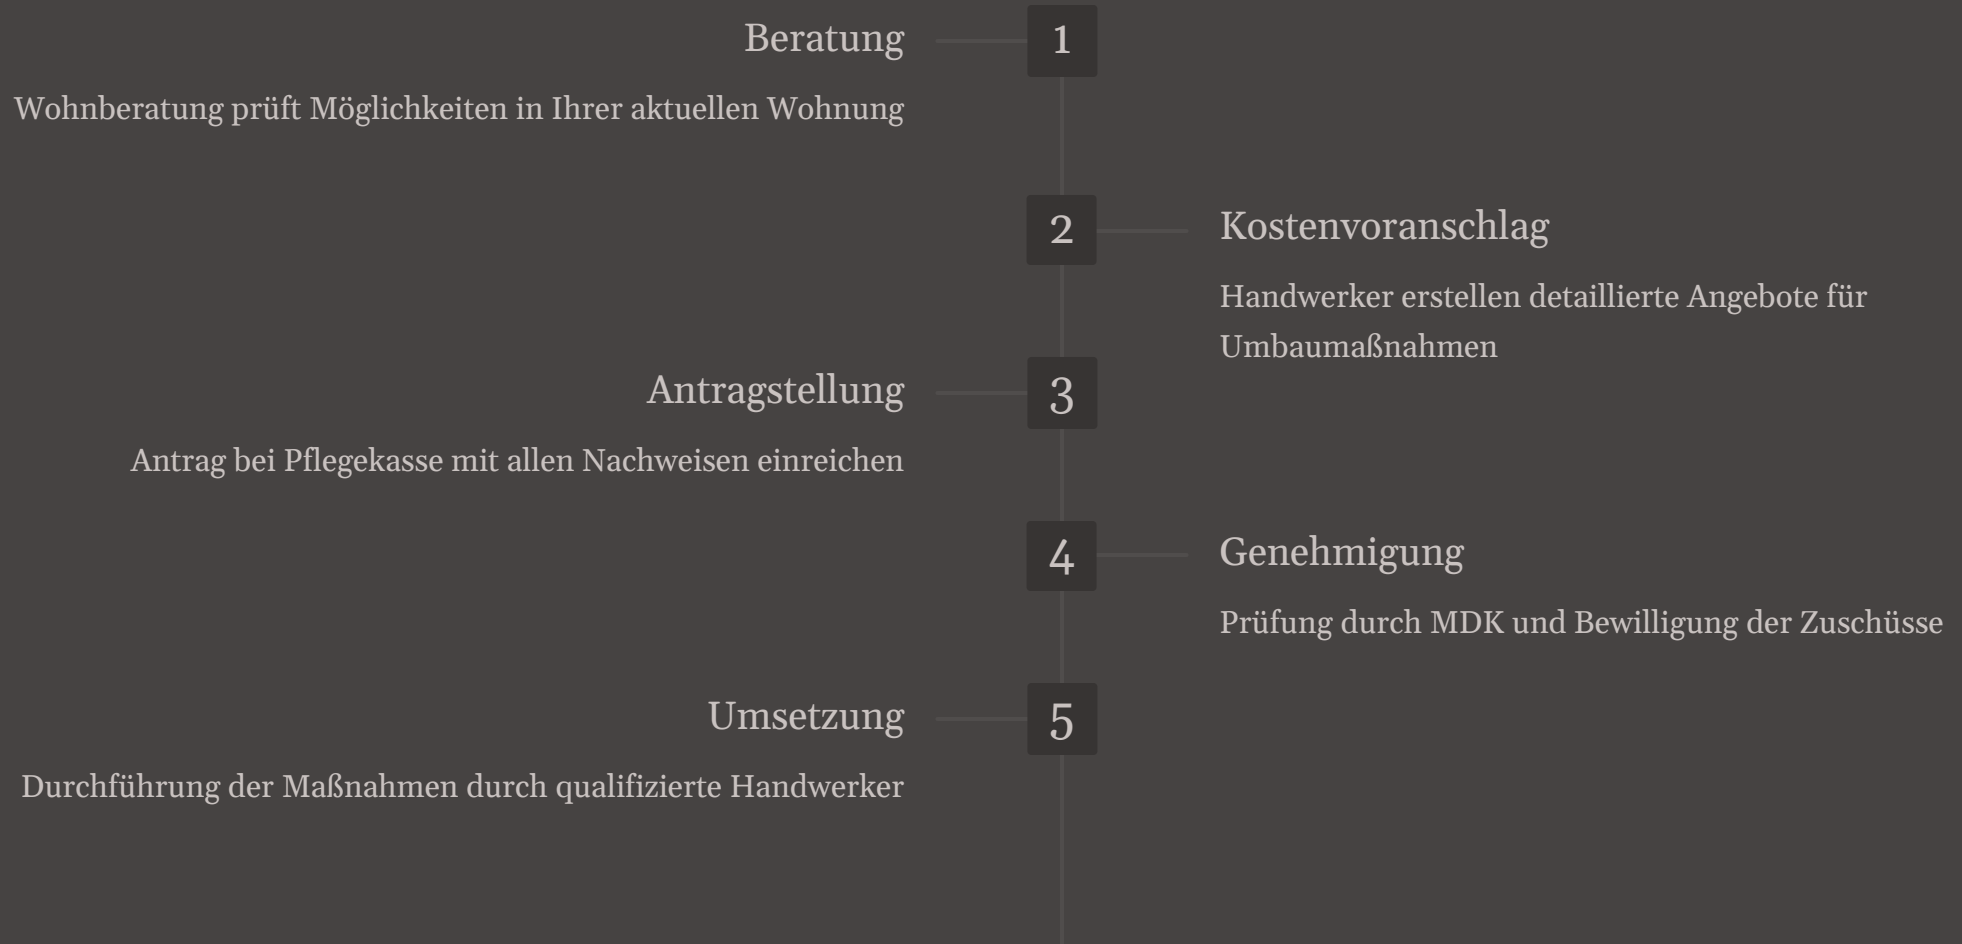 Beratung
1
Wohnberatung prüft Möglichkeiten in Ihrer aktuellen Wohnung
2
Kostenvoranschlag
Handwerker erstellen detaillierte Angebote für
Umbaumaßnahmen
Antragstellung
3
Antrag bei Pflegekasse mit allen Nachweisen einreichen
4
Genehmigung
Prüfung durch MDK und Bewilligung der Zuschüsse
Umsetzung
5
Durchführung der Maßnahmen durch qualifizierte Handwerker